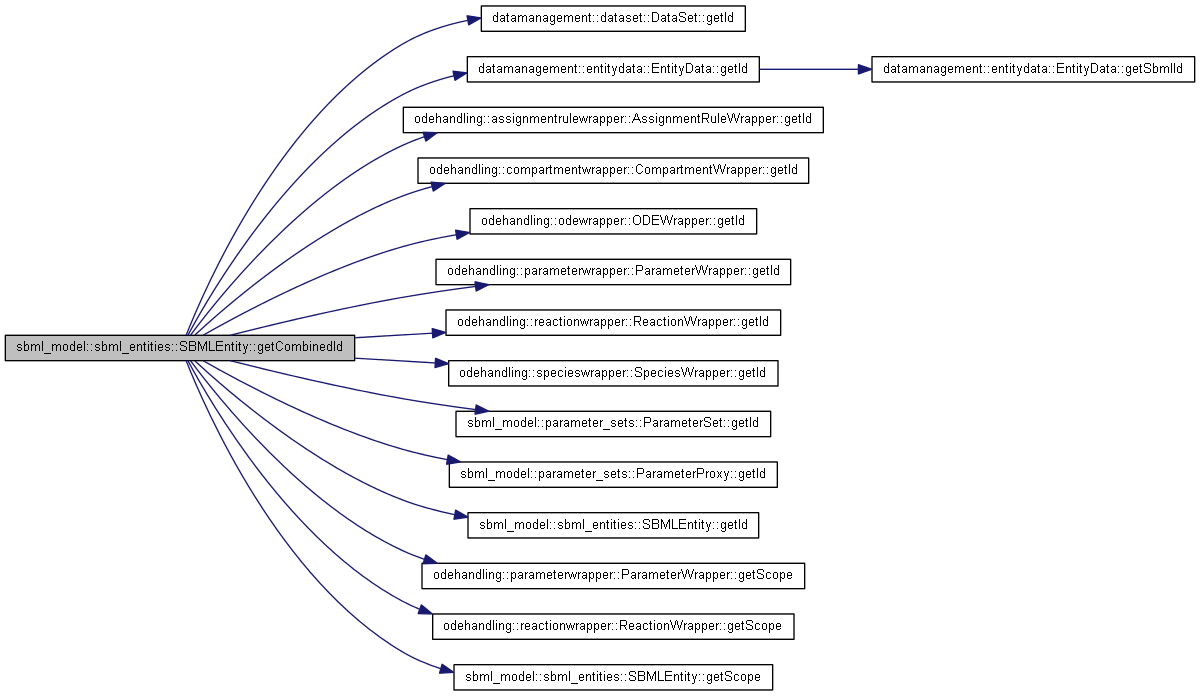 datamanagement::dataset::DataSet::getId
datamanagement::entitydata::EntityData::getId
datamanagement::entitydata::EntityData::getSbmlId
odehandling::assignmentrulewrapper::AssignmentRuleWrapper::getId
odehandling::compartmentwrapper::CompartmentWrapper::getId
odehandling::odewrapper::ODEWrapper::getId
odehandling::parameterwrapper::ParameterWrapper::getId
odehandling::reactionwrapper::ReactionWrapper::getId
sbml_model::sbml_entities::SBMLEntity::getCombinedId
odehandling::specieswrapper::SpeciesWrapper::getId
sbml_model::parameter_sets::ParameterSet::getId
sbml_model::parameter_sets::ParameterProxy::getId
sbml_model::sbml_entities::SBMLEntity::getId
odehandling::parameterwrapper::ParameterWrapper::getScope
odehandling::reactionwrapper::ReactionWrapper::getScope
sbml_model::sbml_entities::SBMLEntity::getScope